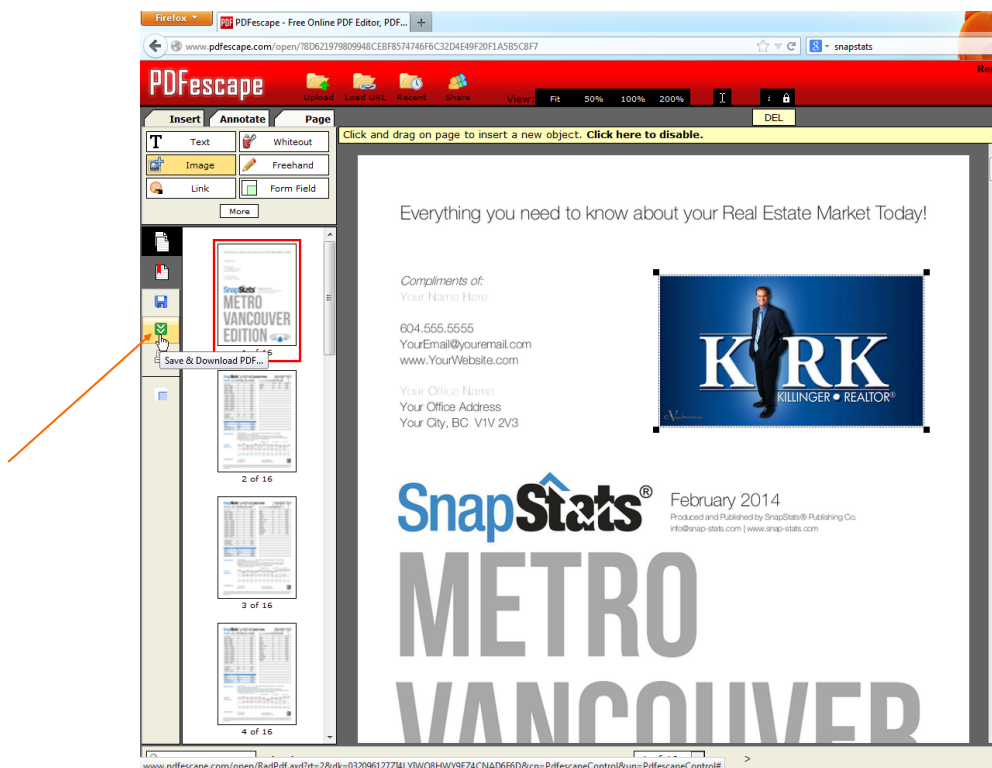 Firefox
PDF PDFescape - Free Online PDF Editor, PDF... +
www.pdfescape.com/open/?8D621979809948CEBF8574746F6C32D4E49F20F1A5B5C8F7
8 snapstats
PDFescape
Upload Load URL Recent Share View: Fit 50% 100% 200% i
DEL
Insert Annotate Page
Click and drag on page to insert a new object. Click here to disable.
T Text Whiteout
Image Freehand
Link Form Field
More
Everything you need to know about your Real Estate Market Today!
Compliments of:
Your Name Here
604.555.5555
YourEmail@youremail.com
www.YourWebsite.com
Your Office Name
Your Office Address
Your City, BC V1V 2V3
KIRK
KILLINGER • REALTOR®
SnapStats®
February 2014
Produced and Published by SnapStats® Publishing Co.
info@snap-stats.com | www.snap-stats.com
METRO
VANCOUVER
SnapStats
METRO
VANCOUVER
EDITION
Save & Download PDF...
2 of 16
3 of 16
4 of 16
>